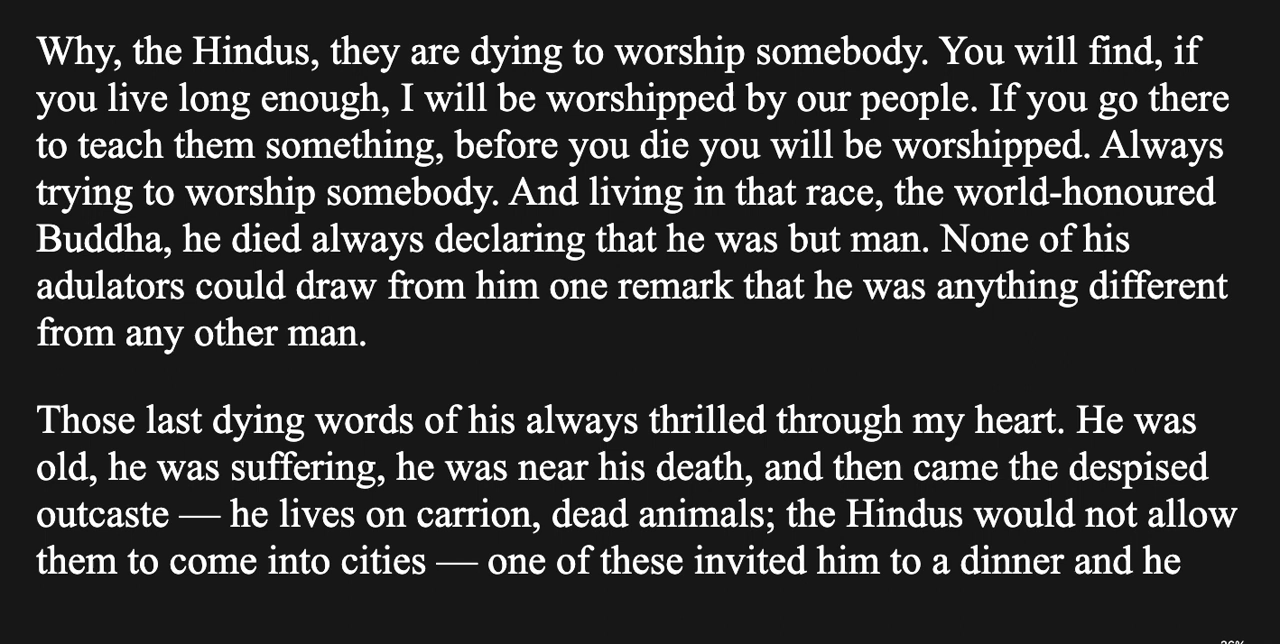 Why, the Hindus, they are dying to worship somebody. You will find, if
you live long enough, I will be worshipped by our people. If you go there
to teach them something, before you die you will be worshipped. Always
trying to worship somebody. And living in that race, the world-honoured
Buddha, he died always declaring that he was but man. None of his
adulators could draw from him one remark that he was anything different
from any other man.
Those last dying words of his always thrilled through my heart. He was
old, he was suffering, he was near his death, and then came the despised
outcaste — he lives on carrion, dead animals; the Hindus would not allow
them to come into cities — one of these invited him to a dinner and he